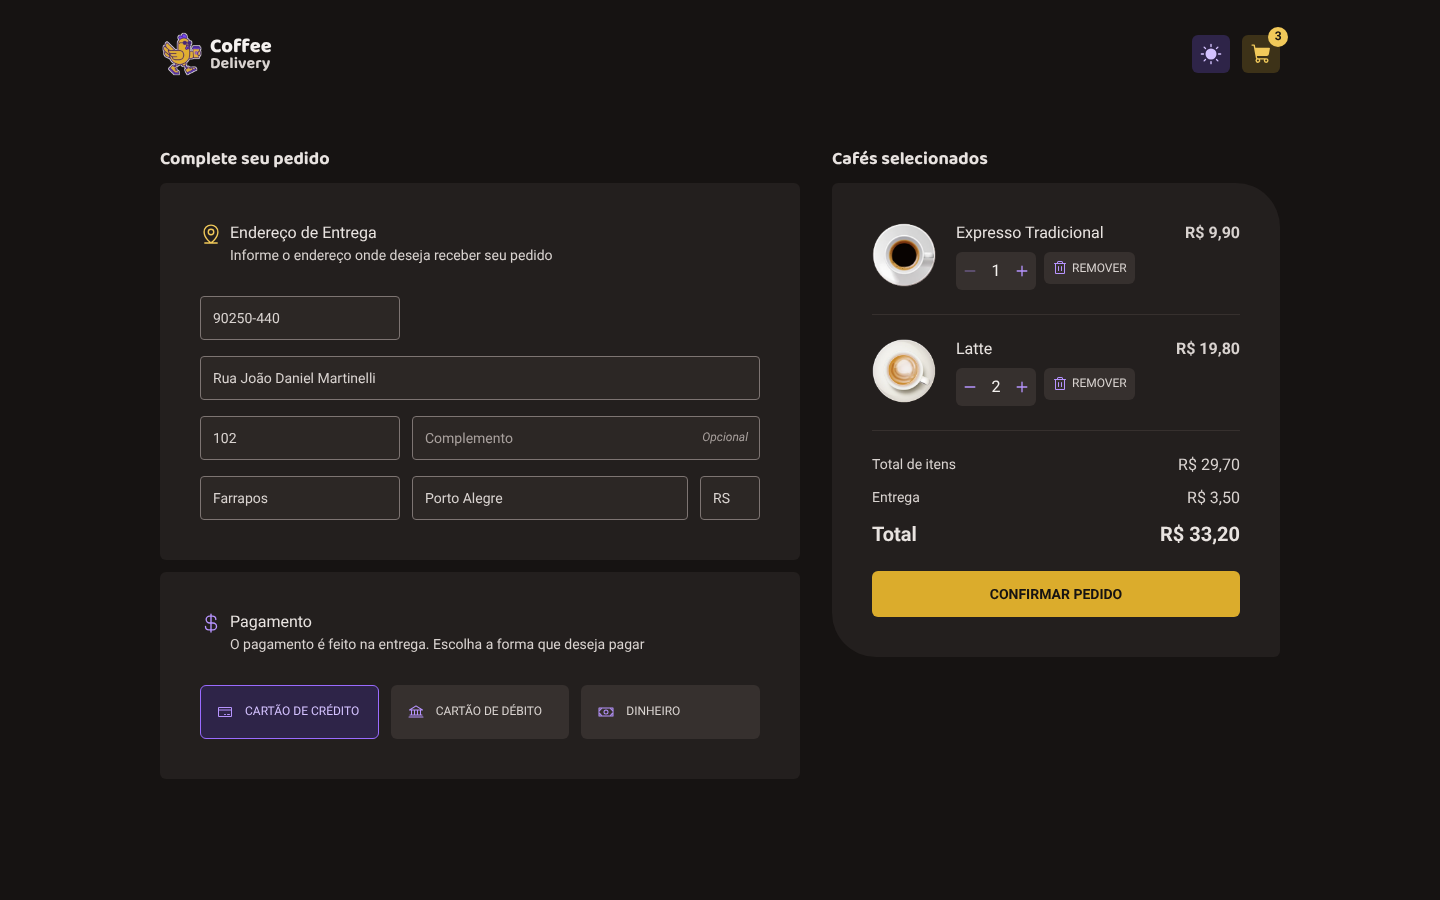 Coffee
Delivery
3
Complete seu pedido
Endereço de Entrega
Informe o endereço onde deseja receber seu pedido
90250-440
Rua João Daniel Martinelli
102
Complemento
Opcional
Farrapos
Porto Alegre
RS
Pagamento
O pagamento é feito na entrega. Escolha a forma que deseja pagar
CARTÃO DE CRÉDITO
CARTÃO DE DÉBITO
DINHEIRO
Cafés selecionados
Expresso Tradicional
R$ 9,90
1
REMOVER
Latte
R$ 19,80
2
REMOVER
Total de itens
R$ 29,70
Entrega
R$ 3,50
Total
R$ 33,20
CONFIRMAR PEDIDO